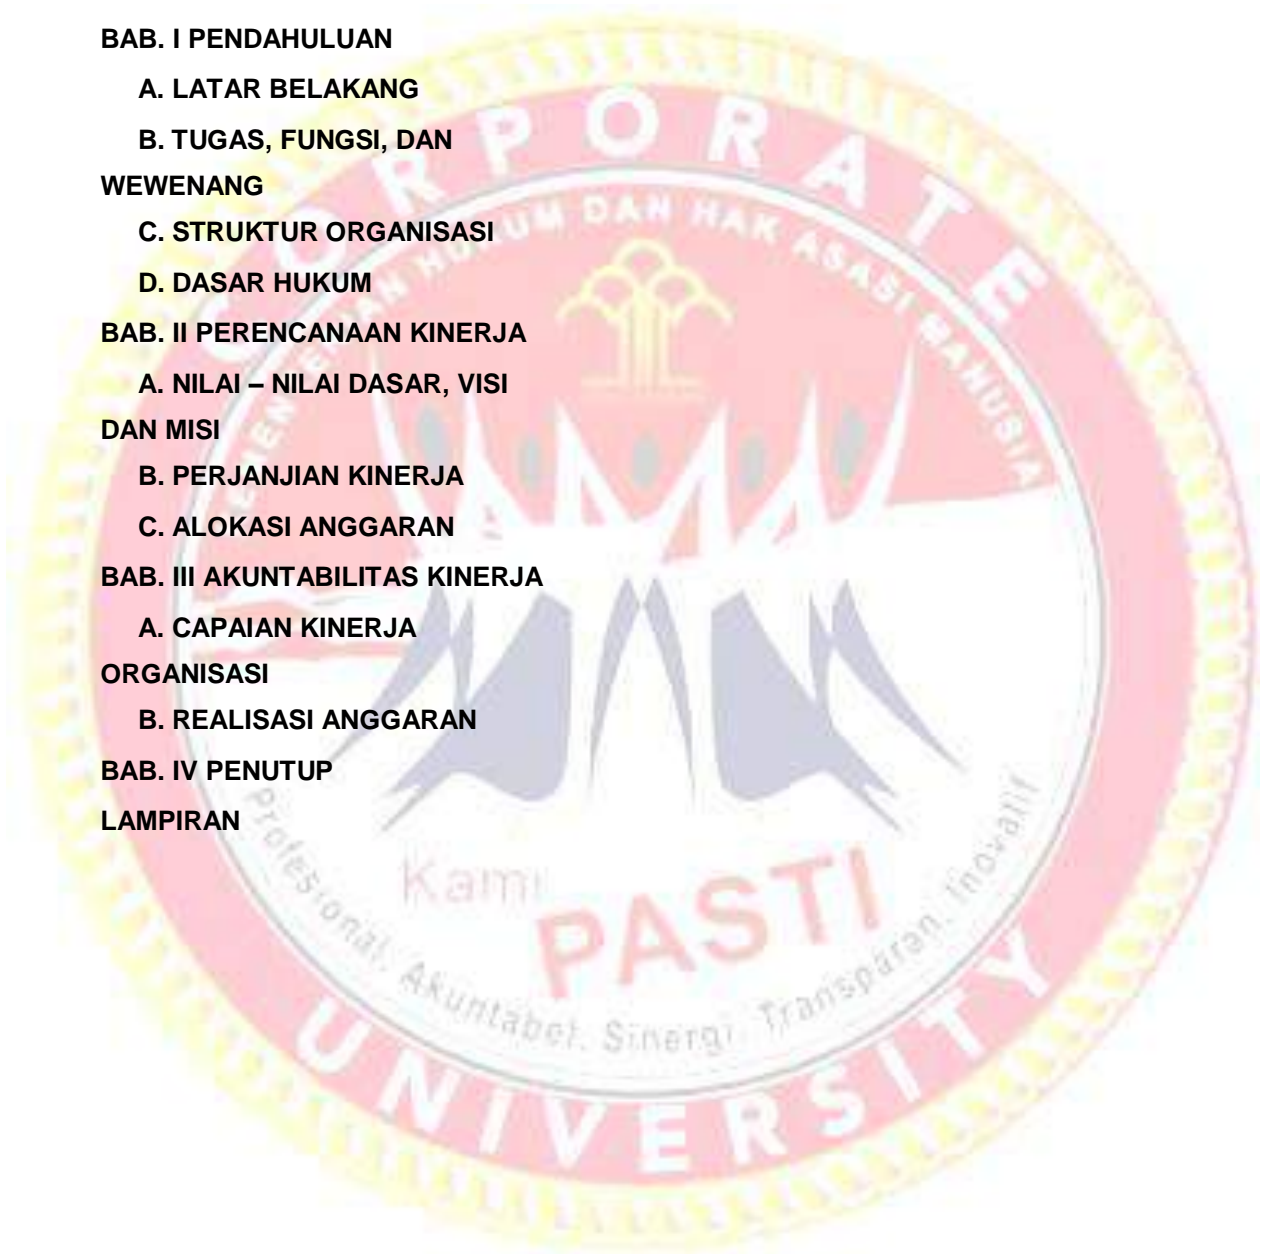 BAB. I PENDAHULUAN
A. LATAR BELAKANG
B. TUGAS, FUNGSI, DAN
WEWENANG
C. STRUKTUR ORGANISASI
D. DASAR HUKUM
BAB. II PERENCANAAN KINERJA
A. NILAI – NILAI DASAR, VISI
DAN MISI
B. PERJANJIAN KINERJA
C. ALOKASI ANGGARAN
BAB. III AKUNTABILITAS KINERJA
A. CAPAIAN KINERJA
ORGANISASI
B. REALISASI ANGGARAN
BAB. IV PENUTUP
LAMPIRAN
CORPORATE
HUKUM DAN HAK ASASI MANUSIA
Kami
PASTI
Profesional, Akuntabel, Sinergi, Transparan, Inovatif
UNIVERSITY